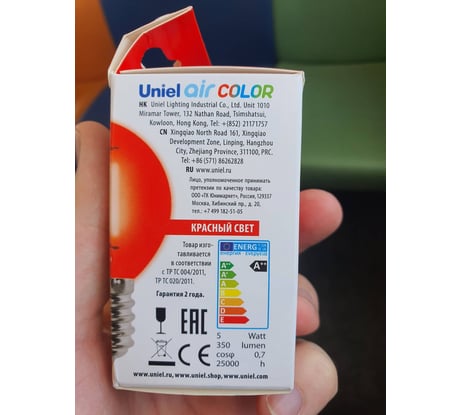 Uniel air COLOR
HK Uniel Lighting Industrial Co., Ltd. Unit 1010
Miramar Tower, 132 Nathan Road, Tsimshatsui,
Kowloon, Hong Kong Tel.: +(852) 21171757
CN Xingqiao North Road 161, Xingqiao
Development Zone, Linping, Hangzhou
City, Zhejiang Province, 311100, PRC.
Tel.: +86 (571) 86262828
RU www.uniel.ru
Лицо, уполномоченное принимать
претензии по качеству товара:
ООО «ТК Юнимаркет», Россия, 129337
Москва, Хибинский пр., д. 20,
тел.: +7 499 182-51-05
КРАСНЫЙ СВЕТ
Товар изго-
тавливается
в соответствии
с ТР ТС 004/2011,
ТР ТС 020/2011.
Гарантия 2 года.
ENERG
A++
A+
A
B
C
D
E
A++
EAC
CE
5 Watt
350 lumen
cosφ 0,7
25000 h
www.uniel.ru, www.uniel.shop, www.uniel.com